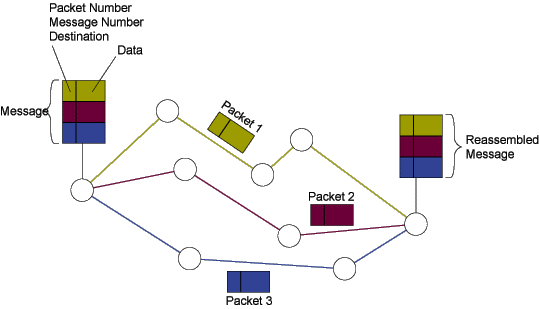 Packet Number
Message Number
Destination
Data
Message
Packet 1
Reassembled
Message
Packet 2
Packet 3